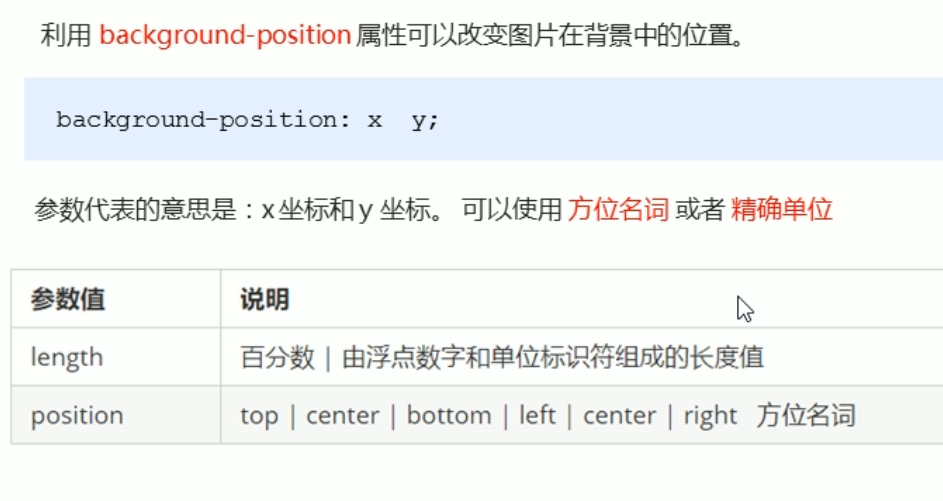 利用 background-position 属性可以改变图片在背景中的位置。
background-position: x y;
参数代表的意思是：x 坐标和 y 坐标。 可以使用 方位名词 或者 精确单位
参数值 说明
length 百分数 | 由浮点数字和单位标识符组成的长度值
position top | center | bottom | left | center | right 方位名词